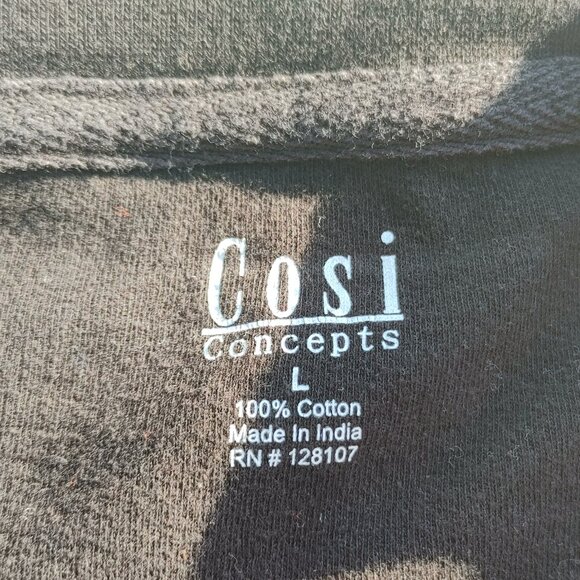 Cosi
Concepts
L
100% Cotton
Made In India
RN # 128107